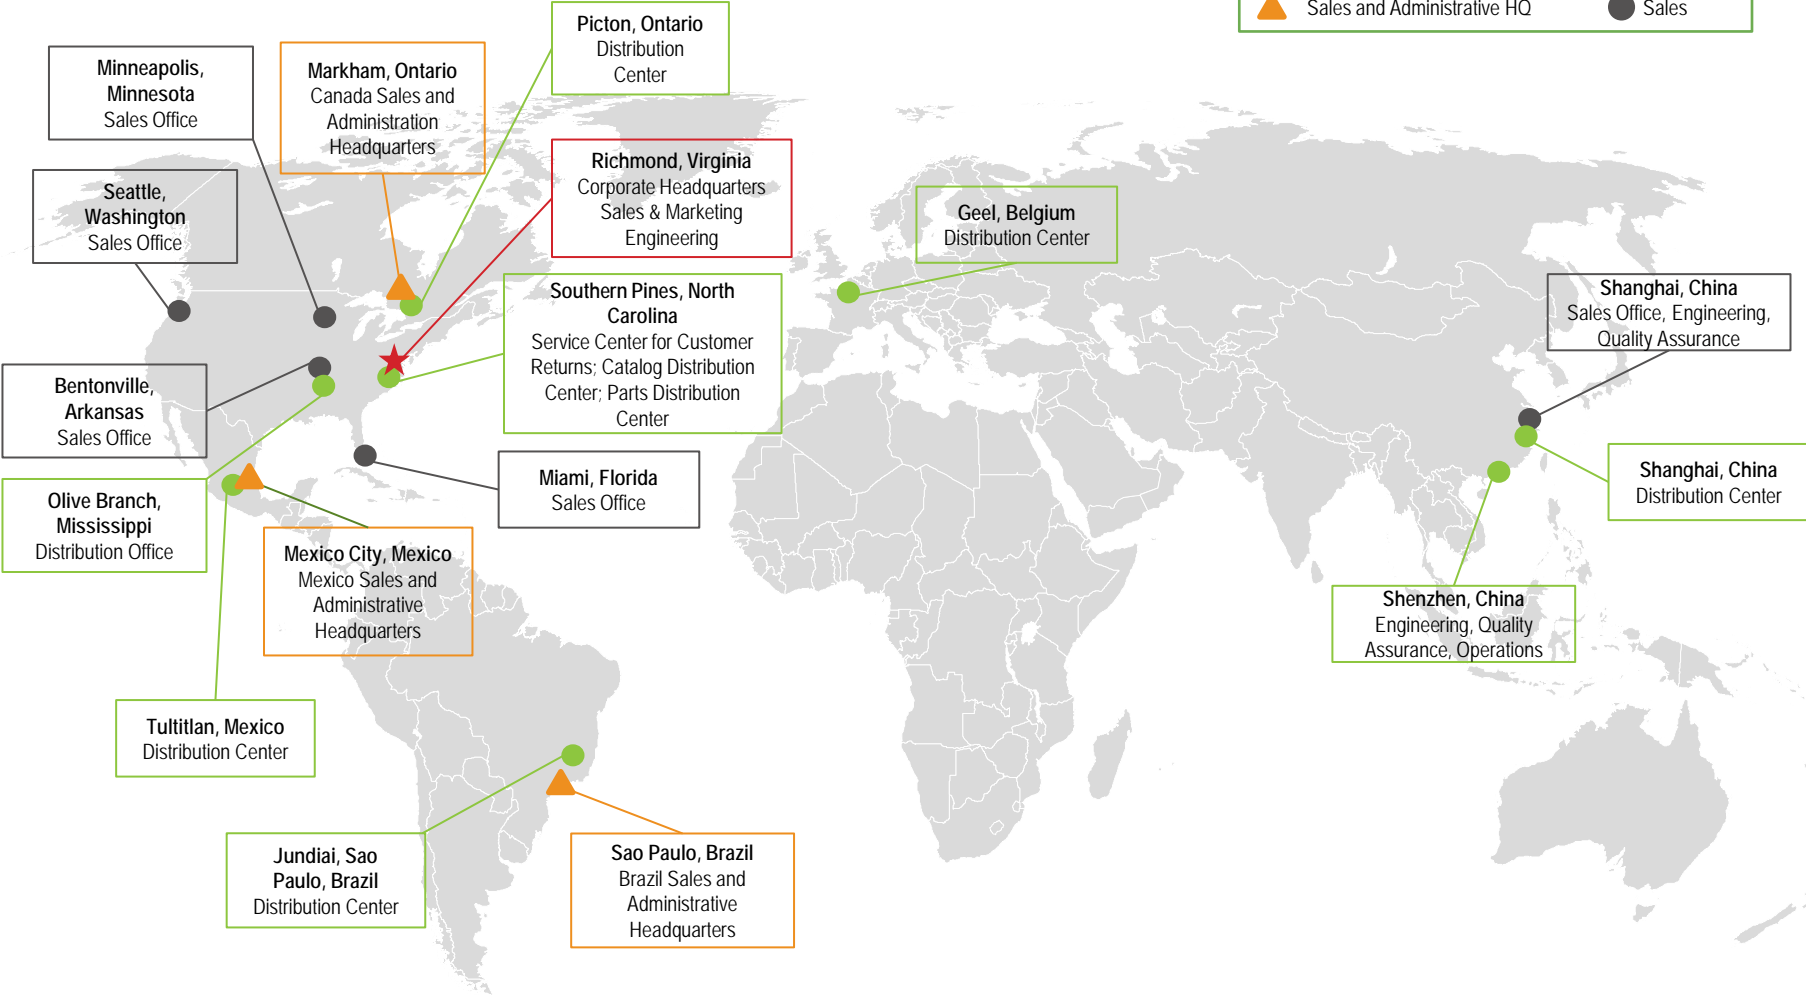 Sales and Administrative HQ
Sales
Picton, Ontario
Distribution
Center
Minneapolis,
Minnesota
Sales Office
Markham, Ontario
Canada Sales and
Administration
Headquarters
Richmond, Virginia
Corporate Headquarters
Sales & Marketing
Engineering
Seattle,
Washington
Sales Office
Geel, Belgium
Distribution Center
Southern Pines, North
Carolina
Service Center for Customer
Returns; Catalog Distribution
Center; Parts Distribution
Center
Shanghai, China
Sales Office, Engineering,
Quality Assurance
Bentonville,
Arkansas
Sales Office
Miami, Florida
Sales Office
Shanghai, China
Distribution Center
Olive Branch,
Mississippi
Distribution Office
Mexico City, Mexico
Mexico Sales and
Administrative
Headquarters
Shenzhen, China
Engineering, Quality
Assurance, Operations
Tultitlan, Mexico
Distribution Center
Jundiai, Sao
Paulo, Brazil
Distribution Center
Sao Paulo, Brazil
Brazil Sales and
Administrative
Headquarters